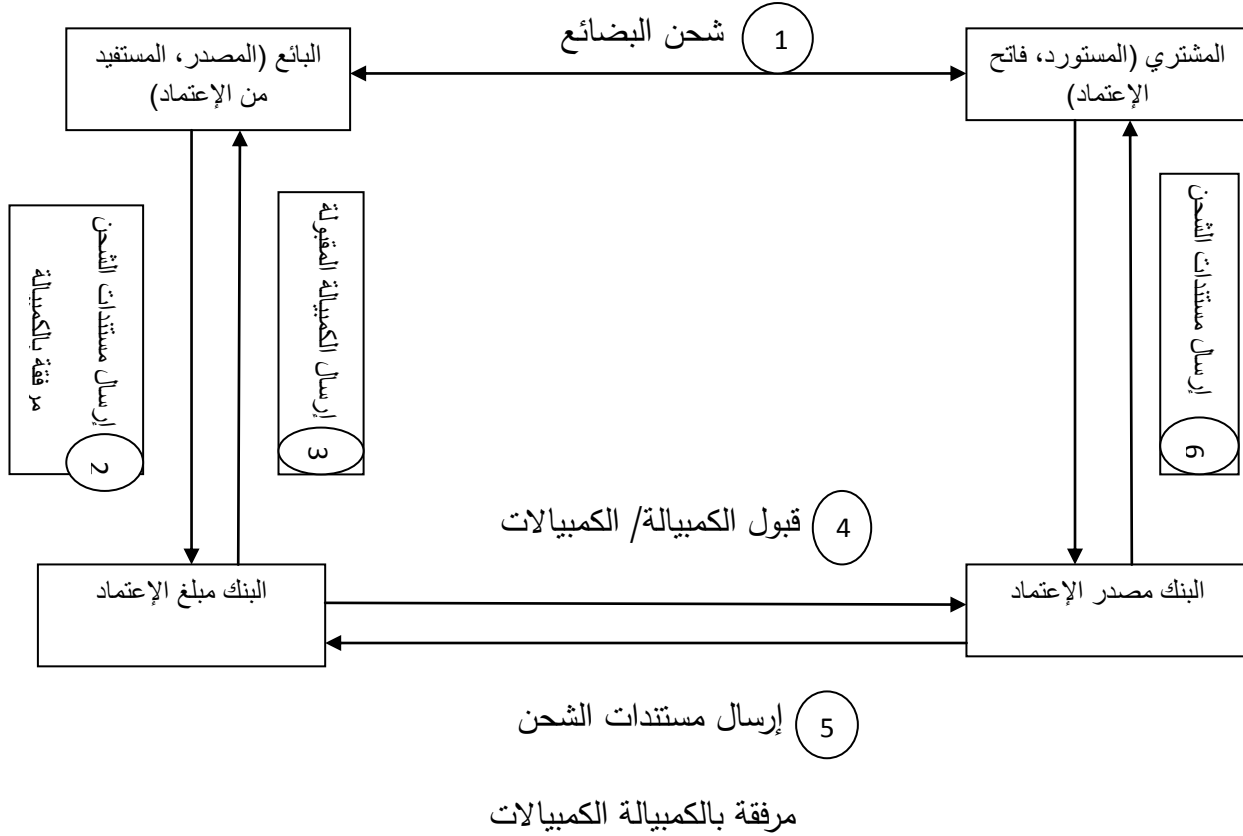 1 شحن البضائع
المشتري (المستورد، فاتح
الإعتماد)
البائع (المصدر، المستفيد
من الإعتماد)
إرسال مستندات الشحن
6
إرسال الكمبيالة المقبولة
3
إرسال مستندات الشحن
مرفقة بالكمبيالة
2
4 قبول الكمبيالة/ الكمبيالات
البنك مصدر الإعتماد
البنك مبلغ الإعتماد
5 إرسال مستندات الشحن
مرفقة بالكمبيالة الكمبيالات